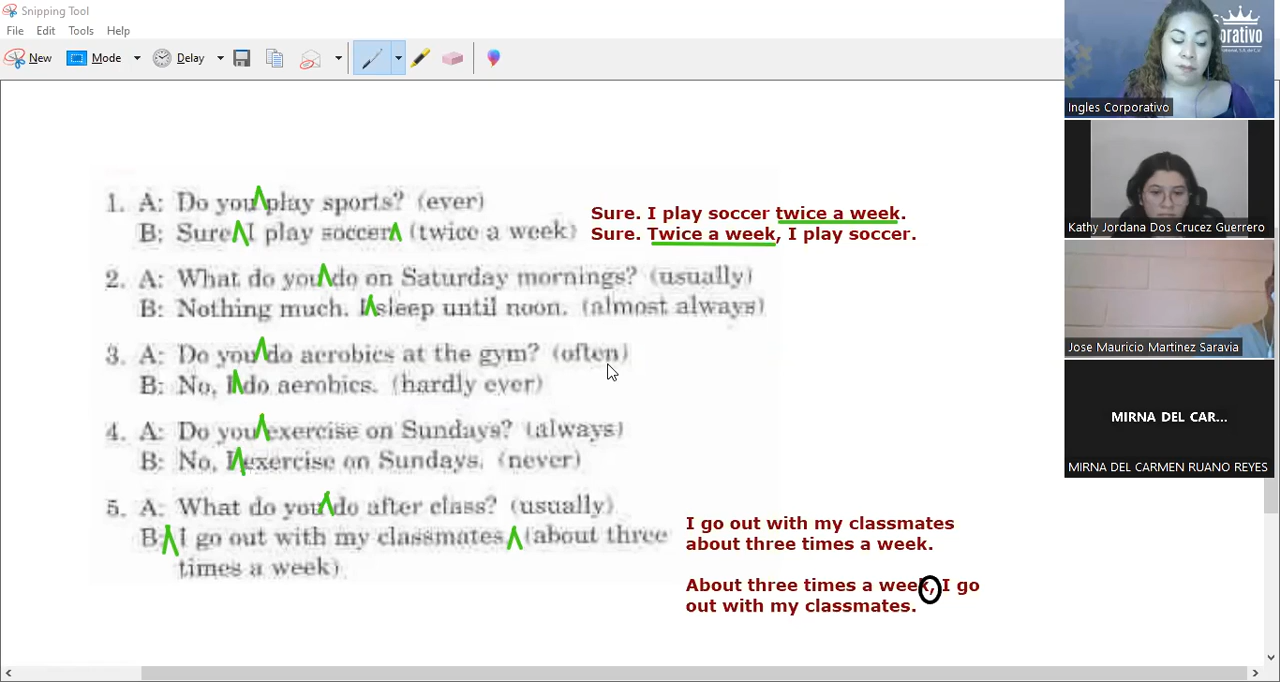 Snipping Tool
File Edit Tools Help
New Mode Delay
1. A: Do you play sports? (ever)
B: Sure I play soccer (twice a week)
Sure. I play soccer twice a week.
Sure. Twice a week, I play soccer.
2. A: What do you do on Saturday mornings? (usually)
B: Nothing much. I sleep until noon. (almost always)
3. A: Do you do aerobics at the gym? (often)
B: No, I do aerobics. (hardly ever)
4. A: Do you exercise on Sundays? (always)
B: No, I exercise on Sundays. (never)
5. A: What do you do after class? (usually)
B: I go out with my classmates (about three
times a week)
I go out with my classmates
about three times a week.
About three times a week, I go
out with my classmates.
orporativo
Ingles Corporativo
Kathy Jordana Dos Crucez Guerrero
Jose Mauricio Martinez Saravia
MIRNA DEL CAR...
MIRNA DEL CARMEN RUANO REYES